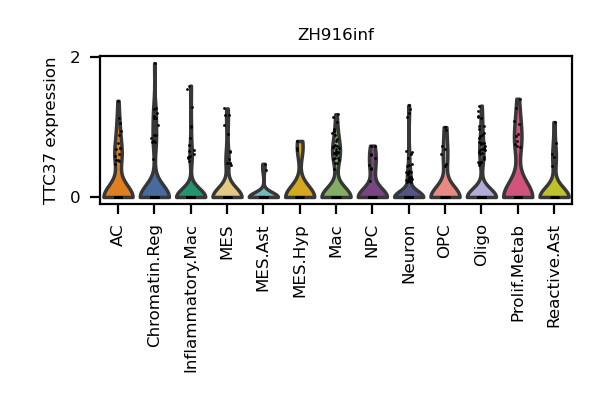 ZH916inf
TTC37 expression
2
0
AC
Chromatin.Reg
Inflammatory.Mac
MES
MES.Ast
MES.Hyp
Mac
NPC
Neuron
OPC
Oligo
Prolif.Metab
Reactive.Ast